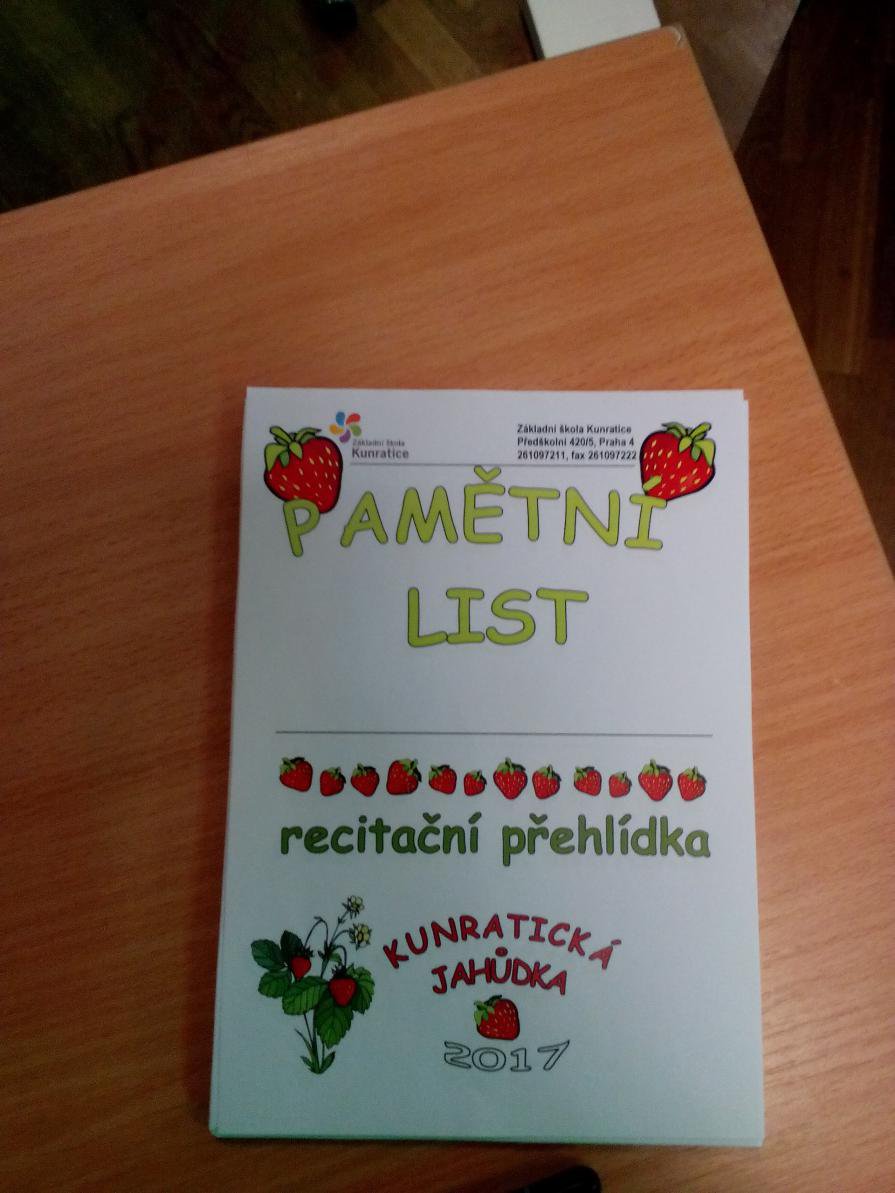 Základní škola
Kunratice
Základní škola Kunratice
Předškolní 420/5, Praha 4
261097211, fax 261097222
PAMĚTNÍ
LIST
recitační přehlídka
KUNRATICKÁ
JAHŮDKA
2017